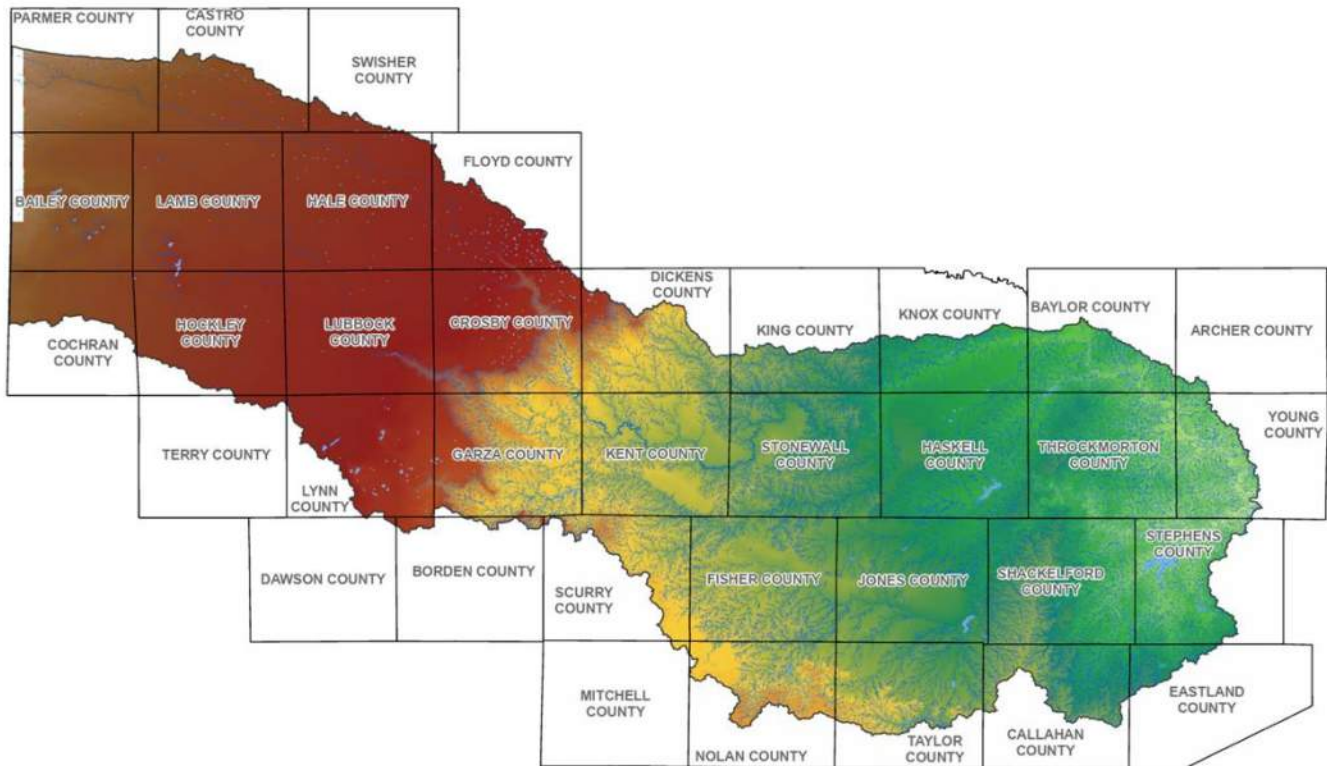 PARMER COUNTY
CASTRO
COUNTY
SWISHER
COUNTY
FLOYD COUNTY
BAILEY COUNTY
LAMB COUNTY
HALE COUNTY
DICKENS
COUNTY
COCHRAN
COUNTY
HOCKLEY
COUNTY
LUBBOCK
COUNTY
CROSBY COUNTY
KING COUNTY
KNOX COUNTY
BAYLOR COUNTY
ARCHER COUNTY
TERRY COUNTY
LYNN
COUNTY
GARZA COUNTY
KENT COUNTY
STONEWALL
COUNTY
HASKELL
COUNTY
THROCKMORTON
COUNTY
YOUNG
COUNTY
DAWSON COUNTY
BORDEN COUNTY
SCURRY
COUNTY
FISHER COUNTY
JONES COUNTY
SHACKELFORD
COUNTY
STEPHENS
COUNTY
MITCHELL
COUNTY
NOLAN COUNTY
TAYLOR
COUNTY
CALLAHAN
COUNTY
EASTLAND
COUNTY